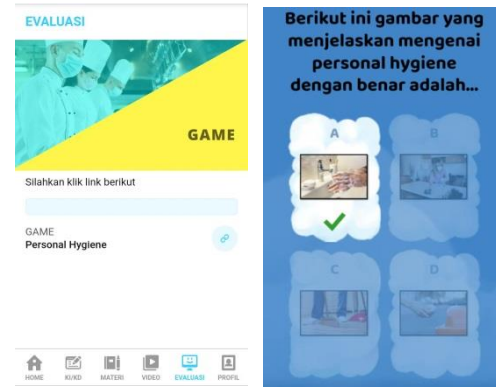 EVALUASI
GAME
Silahkan klik link berikut
GAME
Personal Hygiene
HOME
KI/KD
MATERI
VIDEO
EVALUASI
PROFIL
Berikut ini gambar yang
menjelaskan mengenai
personal hygiene
dengan benar adalah...
A
B
C
D